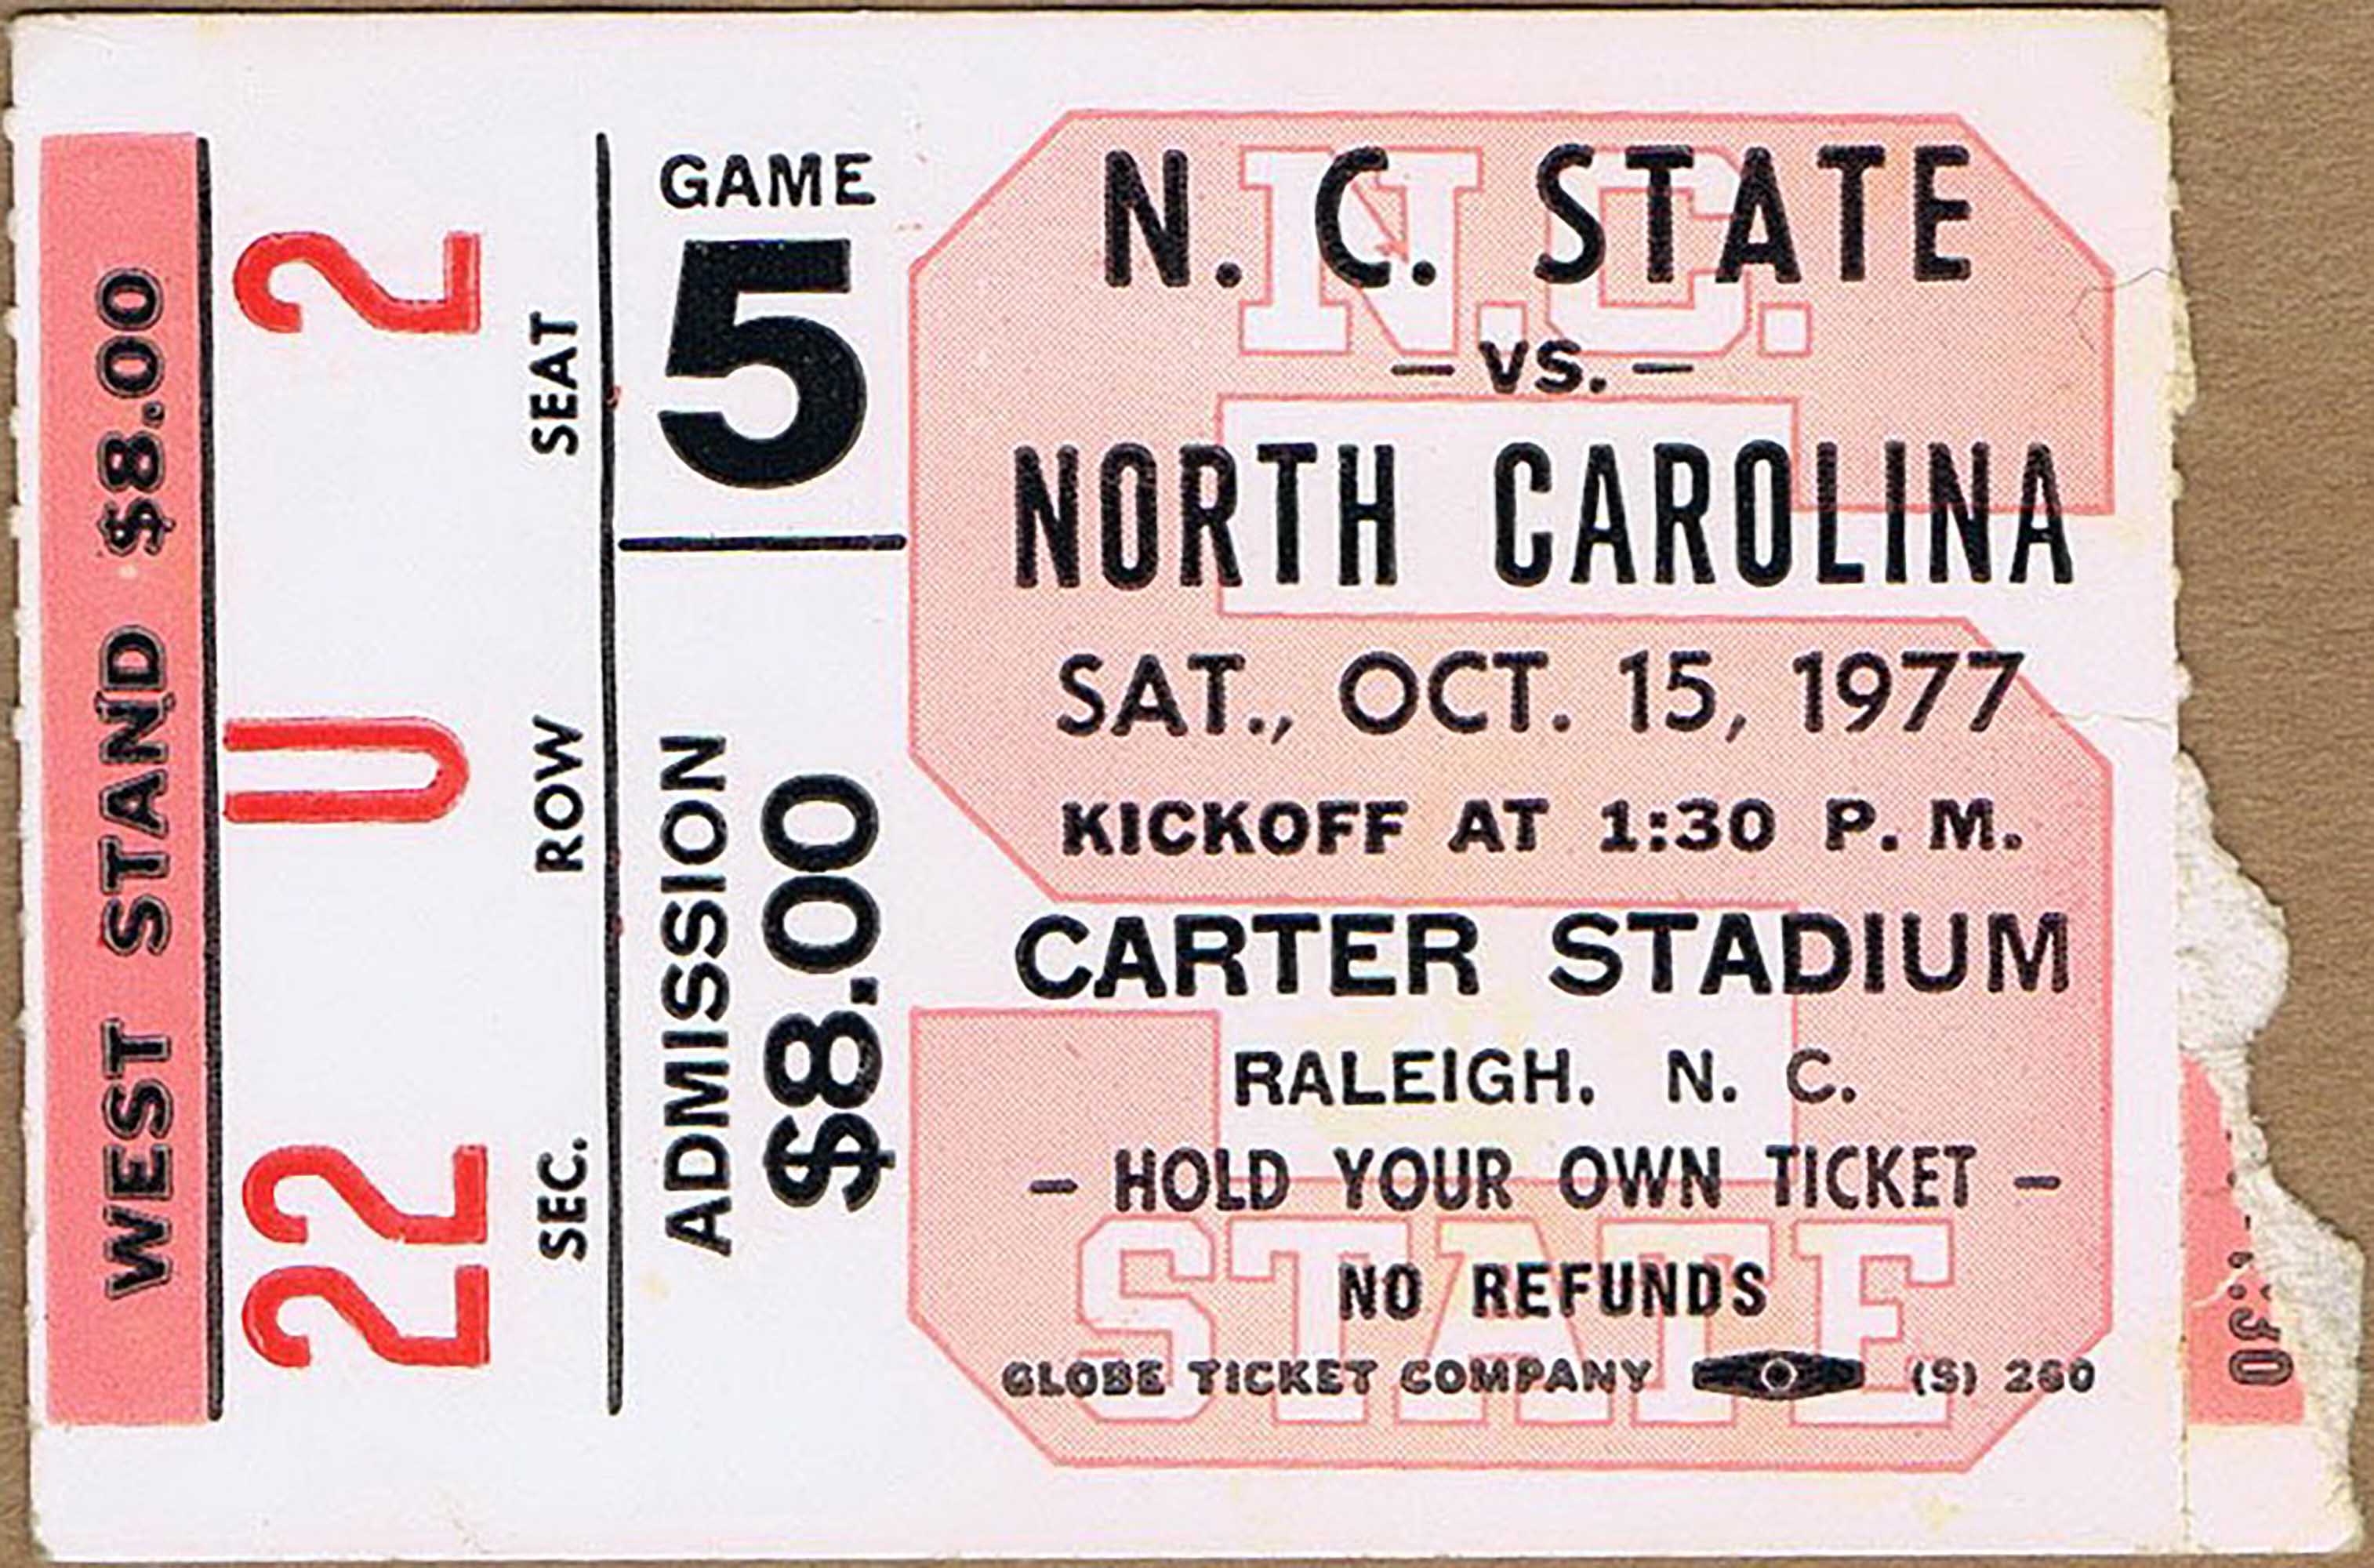 WEST STAND $8.00
22 U 2
SEC. ROW SEAT
GAME
5
ADMISSION
$8.00
N.C.
N. C. STATE
— VS. —
NORTH CAROLINA
SAT., OCT. 15, 1977
KICKOFF AT 1:30 P. M.
CARTER STADIUM
RALEIGH, N. C.
— HOLD YOUR OWN TICKET —
STATE
NO REFUNDS
GLOBE TICKET COMPANY (S) 260
:30